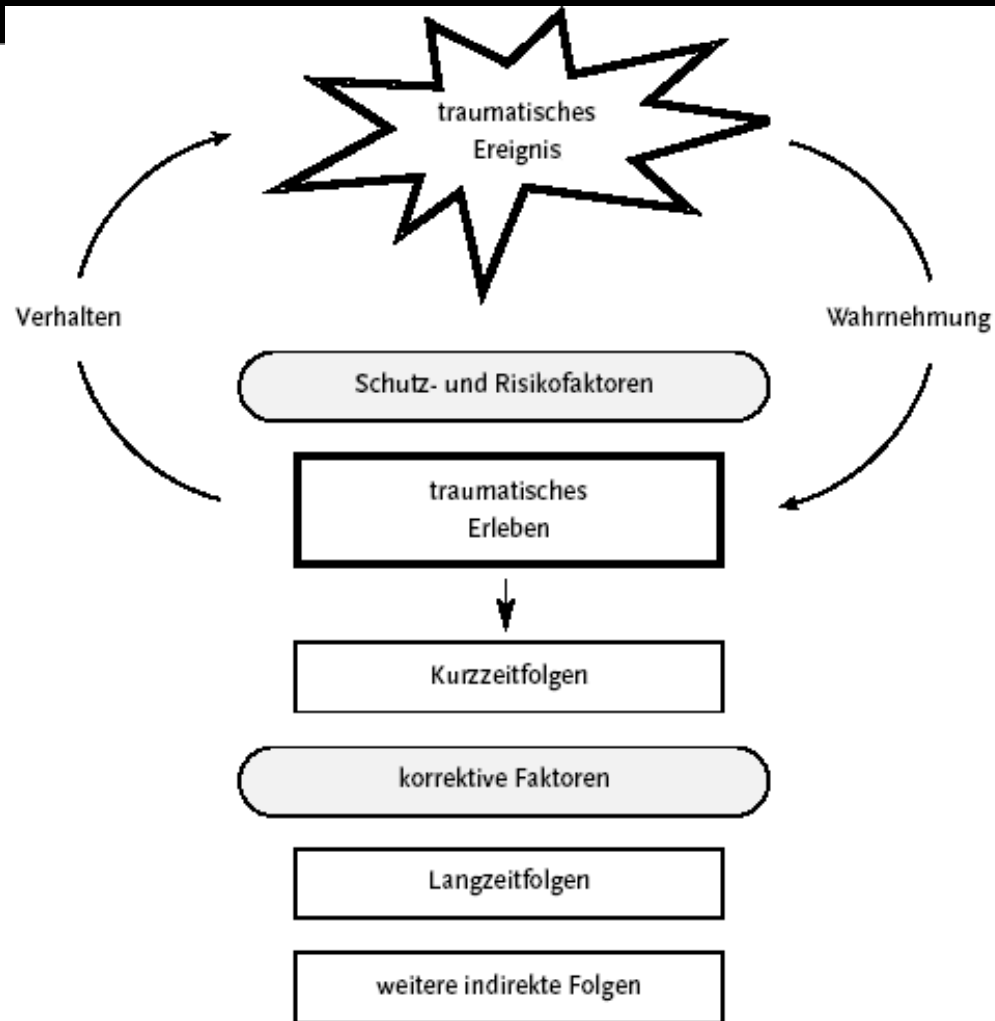 traumatisches
Ereignis
Verhalten
Wahrnehmung
Schutz- und Risikofaktoren
traumatisches
Erleben
Kurzzeitfolgen
korrektive Faktoren
Langzeitfolgen
weitere indirekte Folgen